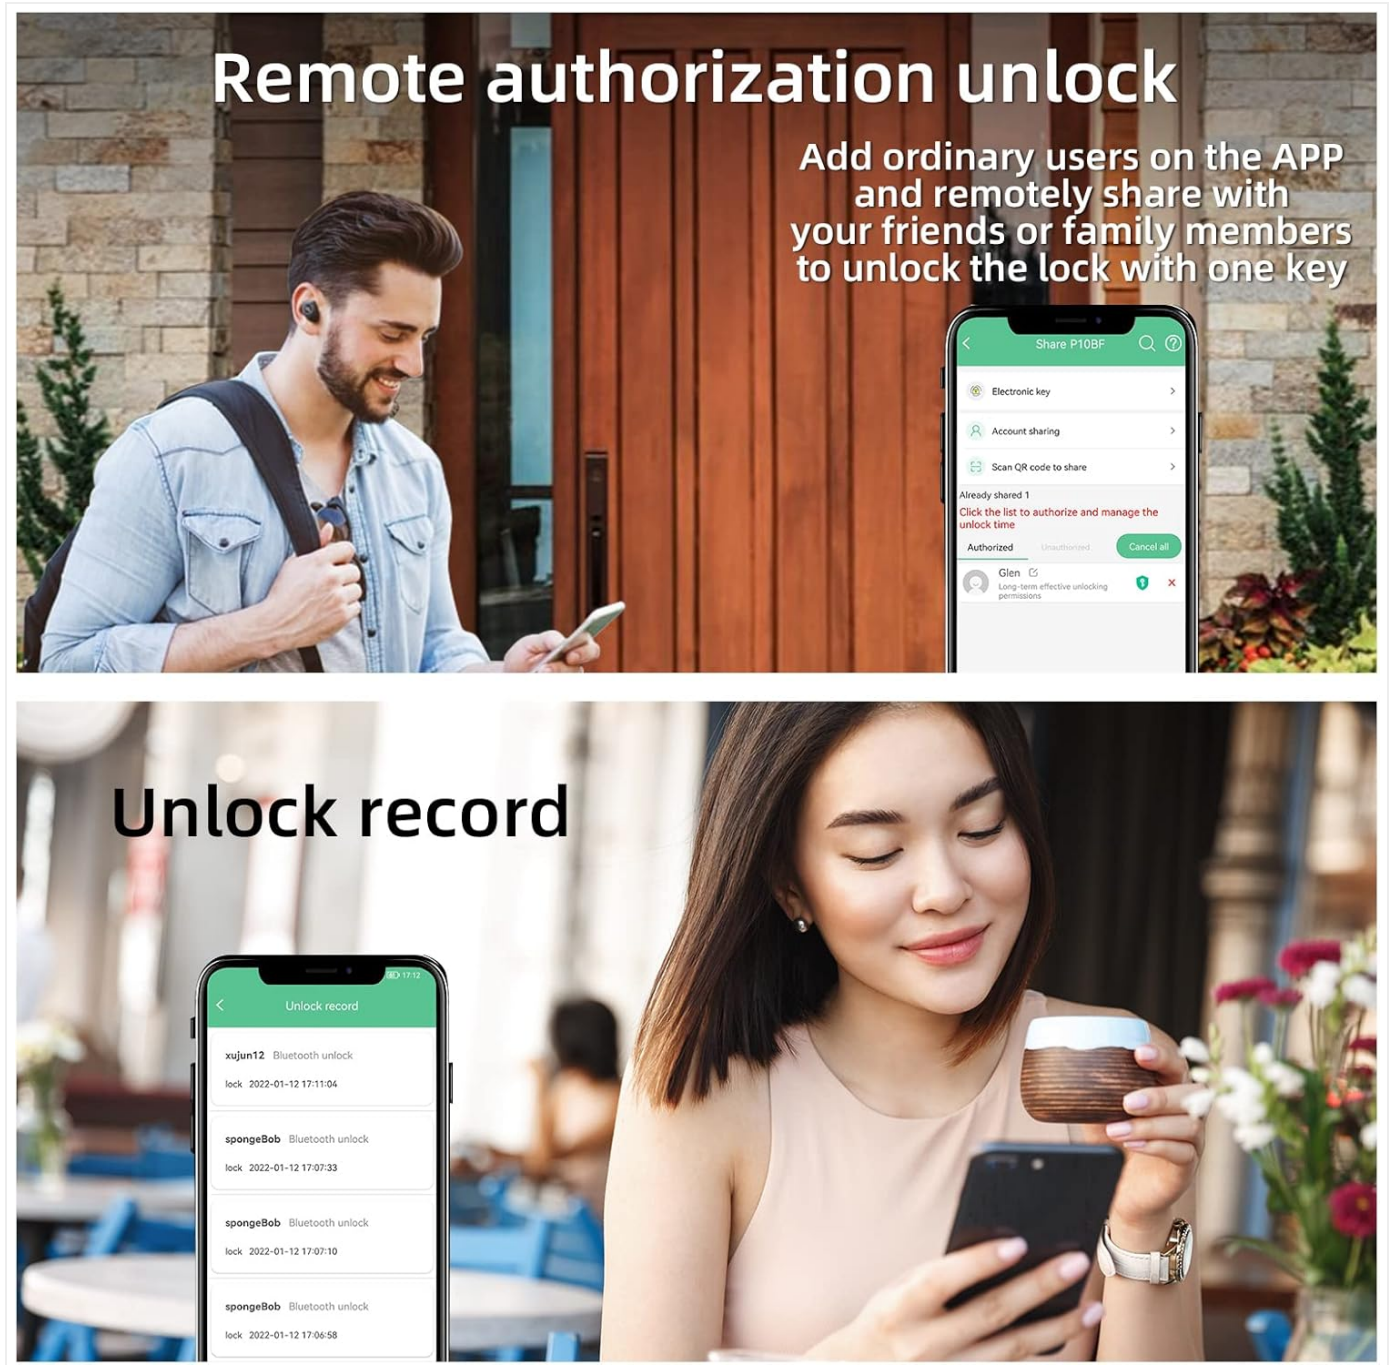 Remote authorization unlock
Add ordinary users on the APP
and remotely share with
your friends or family members
to unlock the lock with one key
Share P10BF
Electronic key
Account sharing
Scan QR code to share
Already shared 1
Click the list to authorize and manage the
unlock time
Authorized Unauthorized Cancel all
Glen
Long-term effective unlocking
permissions
Unlock record
17:12
Unlock record
xujun12 Bluetooth unlock
lock 2022-01-12 17:11:04
spongeBob Bluetooth unlock
lock 2022-01-12 17:07:33
spongeBob Bluetooth unlock
lock 2022-01-12 17:07:10
spongeBob Bluetooth unlock
lock 2022-01-12 17:06:58